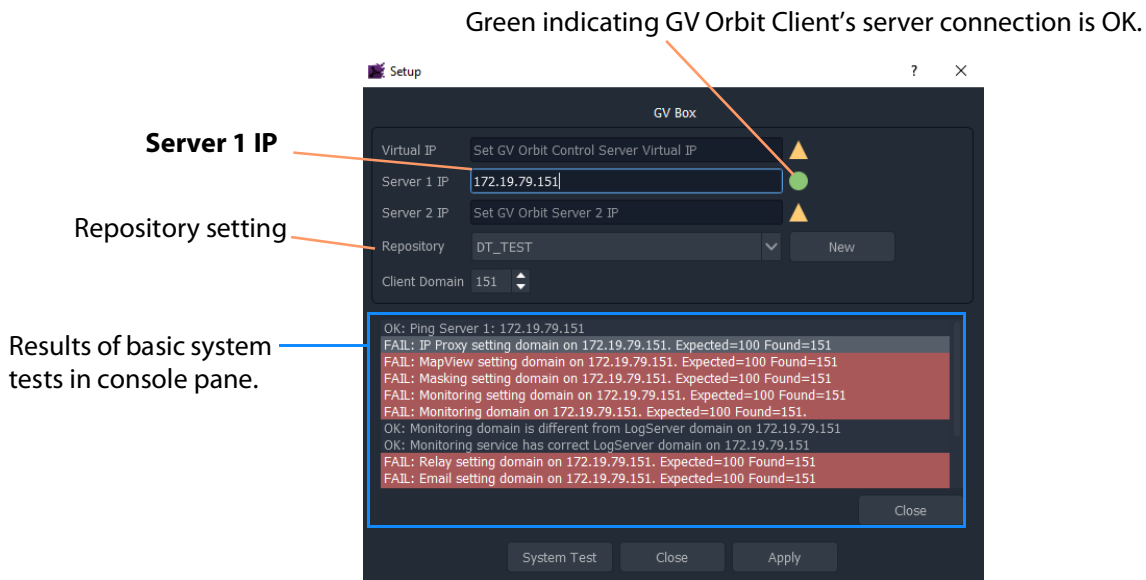 Green indicating GV Orbit Client's server connection is OK.
Setup
?
GV Box
Server 1 IP
Virtual IP
Set GV Orbit Control Server Virtual IP
Server 1 IP
172.19.79.151
Server 2 IP
Set GV Orbit Server 2 IP
Repository setting
Repository
DT_TEST
New
Client Domain
151
Results of basic system
tests in console pane.
OK: Ping Server 1: 172.19.79.151
FAIL: IP Proxy setting domain on 172.19.79.151. Expected=100 Found=151
FAIL: MapView setting domain on 172.19.79.151. Expected=100 Found=151
FAIL: Masking setting domain on 172.19.79.151. Expected=100 Found=151
FAIL: Monitoring setting domain on 172.19.79.151. Expected=100 Found=151
FAIL: Monitoring domain on 172.19.79.151. Expected=100 Found=151.
OK: Monitoring domain is different from LogServer domain on 172.19.79.151
OK: Monitoring service has correct LogServer domain on 172.19.79.151
FAIL: Relay setting domain on 172.19.79.151. Expected=100 Found=151
FAIL: Email setting domain on 172.19.79.151. Expected=100 Found=151
Close
System Test
Close
Apply